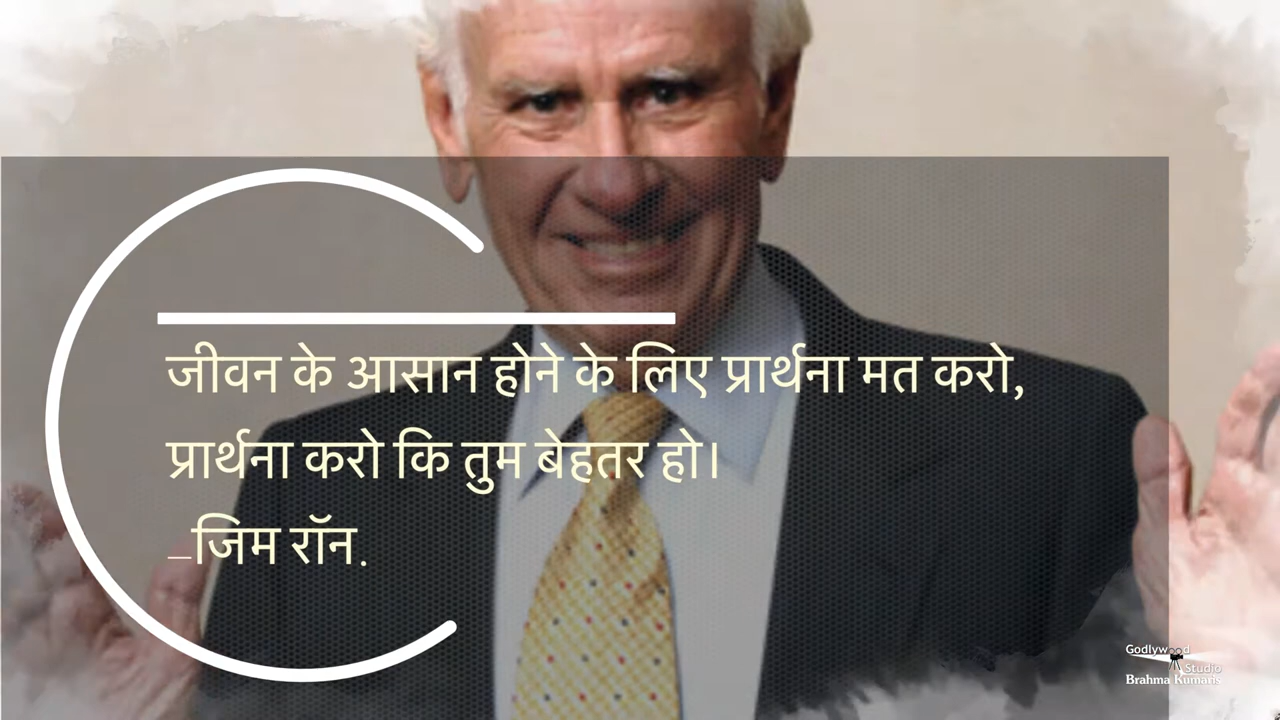 जीवन के आसान होने के लिए प्रार्थना मत करो,
प्रार्थना करो कि तुम बेहतर हो।
_जिम रॉन.
Godlywood
Studio
Brahma Kumaris